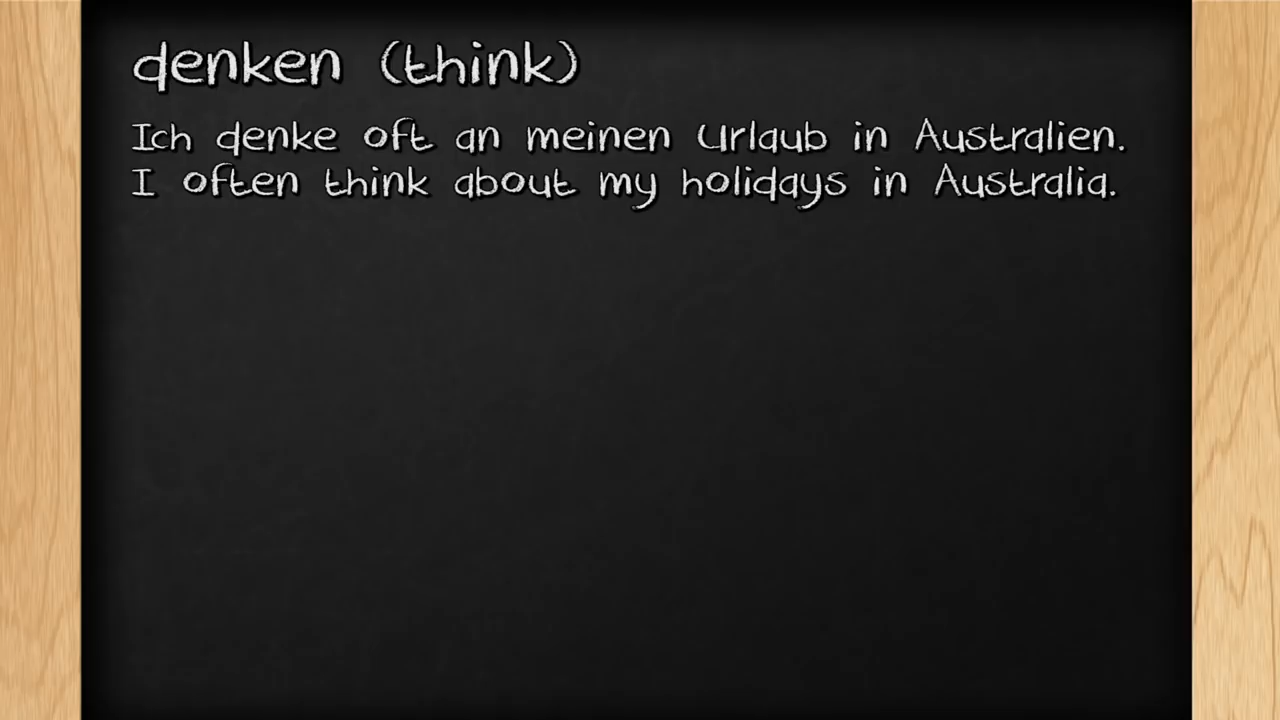 denken (think)
Ich denke oft an meinen Urlaub in Australien.
I often think about my holidays in Australia.